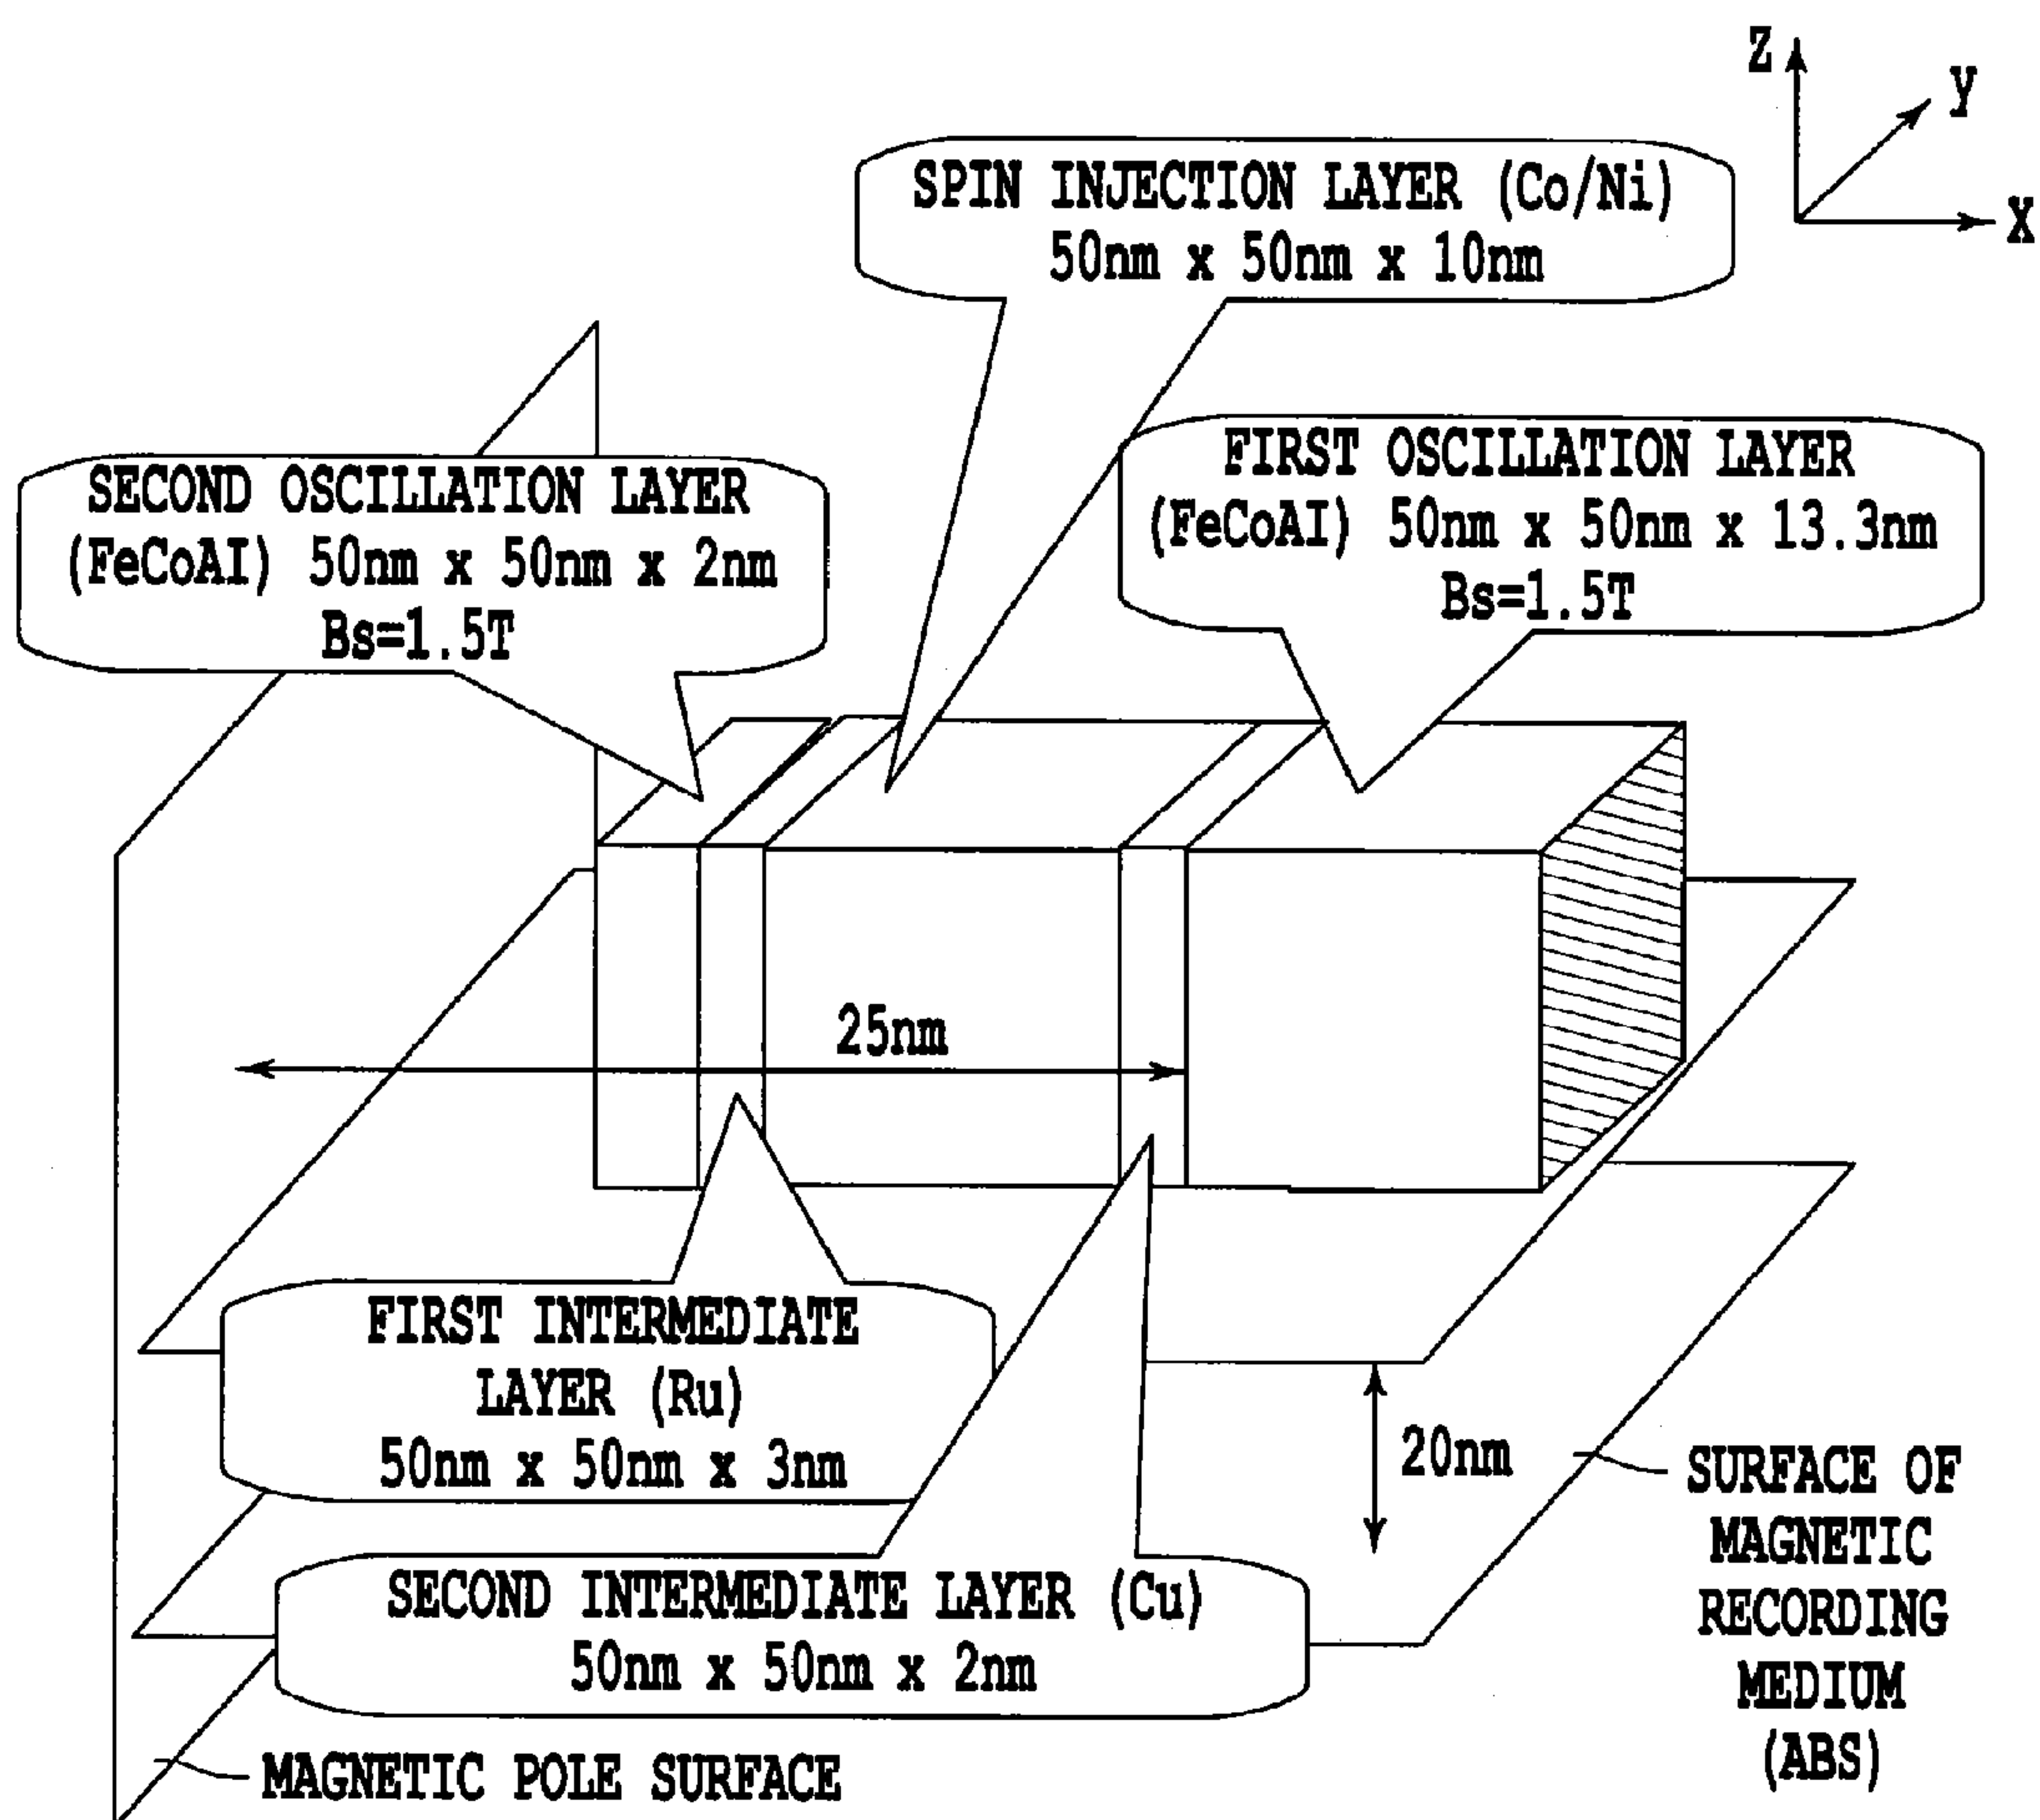 Z
y
X
SPIN INJECTION LAYER (Co/Ni)
50nm x 50nm x 10nm
FIRST OSCILLATION LAYER
(FeCoAI) 50nm x 50nm x 13.3nm
Bs=1.5T
SECOND OSCILLATION LAYER
(FeCoAI) 50nm x 50nm x 2nm
Bs=1.5T
25nm
FIRST INTERMEDIATE
LAYER (Ru)
50nm x 50nm x 3nm
20nm
SURFACE OF
MAGNETIC
RECORDING
MEDIUM
(ABS)
SECOND INTERMEDIATE LAYER (Cu)
50nm x 50nm x 2nm
MAGNETIC POLE SURFACE